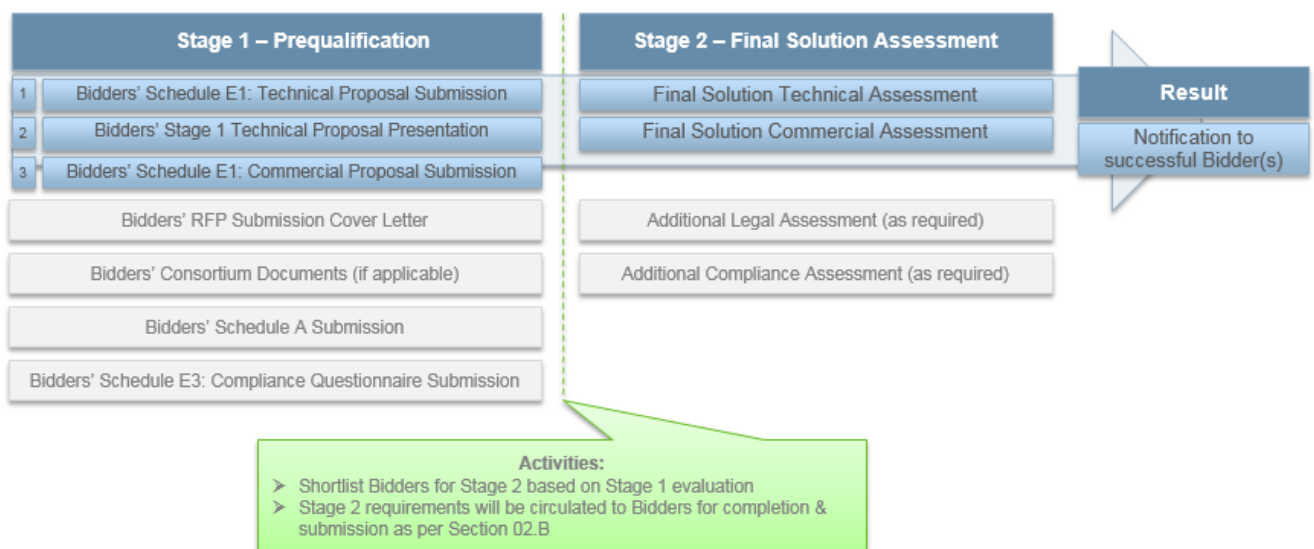 Stage 1 – Prequalification
1
Bidders' Schedule E1: Technical Proposal Submission
2
Bidders' Stage 1 Technical Proposal Presentation
3
Bidders' Schedule E1: Commercial Proposal Submission
Bidders' RFP Submission Cover Letter
Bidders' Consortium Documents (if applicable)
Bidders' Schedule A Submission
Bidders' Schedule E3: Compliance Questionnaire Submission
Stage 2 – Final Solution Assessment
Final Solution Technical Assessment
Final Solution Commercial Assessment
Additional Legal Assessment (as required)
Additional Compliance Assessment (as required)
Result
Notification to
successful Bidder(s)
Activities:
➢ Shortlist Bidders for Stage 2 based on Stage 1 evaluation
➢ Stage 2 requirements will be circulated to Bidders for completion &
submission as per Section 02.B